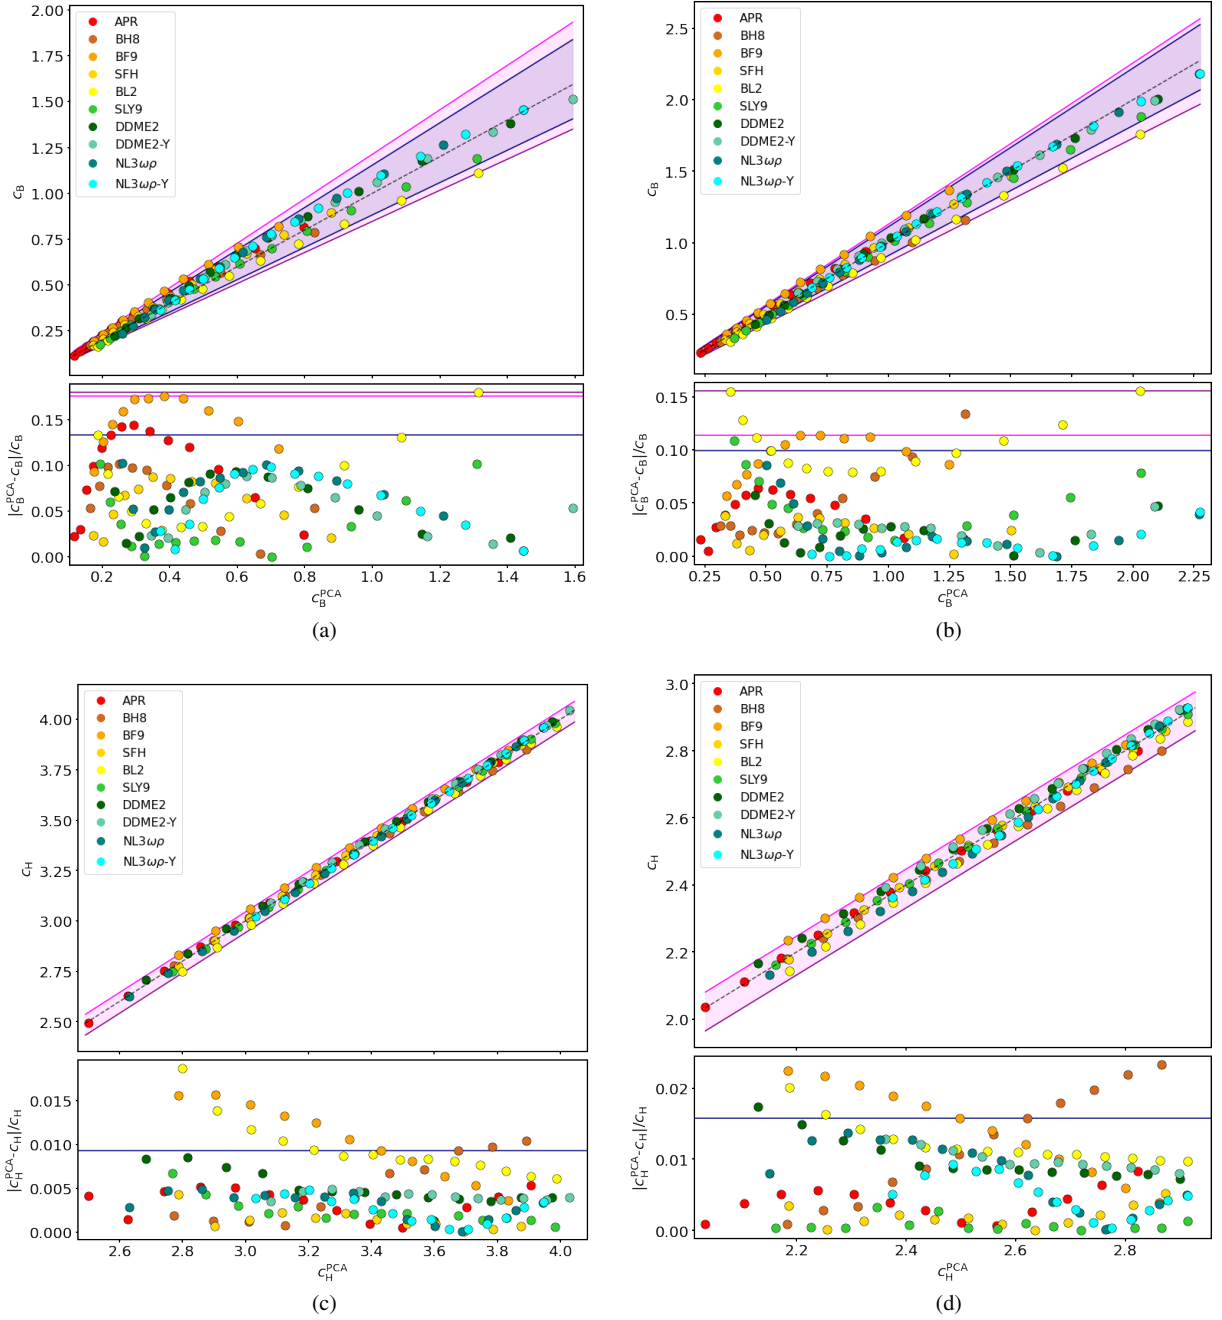 2.00
1.75
1.50
1.25
1.00
0.75
0.50
0.25
c_B
APR
BH8
BF9
SFH
BL2
SLY9
DDME2
DDME2-Y
NL3ωρ
NL3ωρ-Y
0.15
0.10
0.05
0.00
|c_B^PCA-c_B|/c_B
0.2 0.4 0.6 0.8 1.0 1.2 1.4 1.6
c_B^PCA
(a)
2.5
2.0
1.5
1.0
0.5
c_B
APR
BH8
BF9
SFH
BL2
SLY9
DDME2
DDME2-Y
NL3ωρ
NL3ωρ-Y
0.15
0.10
0.05
0.00
|c_B^PCA-c_B|/c_B
0.25 0.50 0.75 1.00 1.25 1.50 1.75 2.00 2.25
c_B^PCA
(b)
4.00
3.75
3.50
3.25
3.00
2.75
2.50
c_H
APR
BH8
BF9
SFH
BL2
SLY9
DDME2
DDME2-Y
NL3ωρ
NL3ωρ-Y
0.015
0.010
0.005
0.000
|c_H^PCA-c_H|/c_H
2.6 2.8 3.0 3.2 3.4 3.6 3.8 4.0
c_H^PCA
(c)
3.0
2.8
2.6
2.4
2.2
2.0
c_H
APR
BH8
BF9
SFH
BL2
SLY9
DDME2
DDME2-Y
NL3ωρ
NL3ωρ-Y
0.02
0.01
0.00
|c_H^PCA-c_H|/c_H
2.2 2.4 2.6 2.8
c_H^PCA
(d)